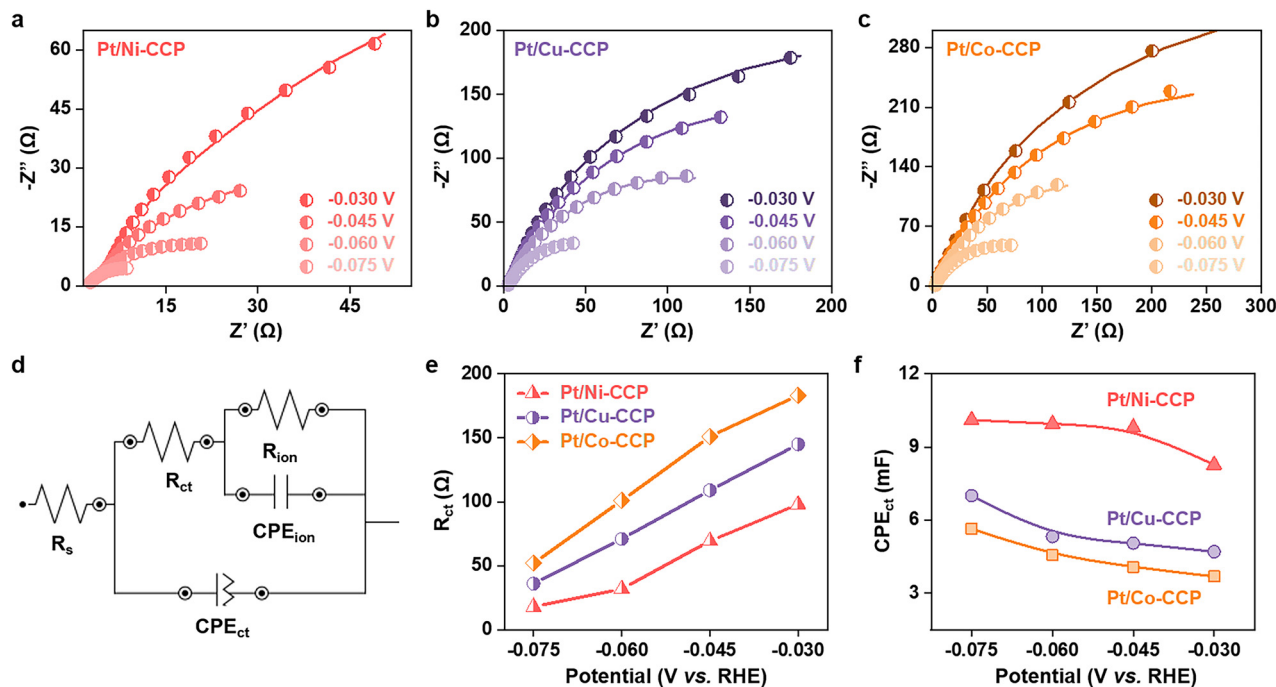 a
Pt/Ni-CCP
60
45
30
15
0
-Z’’ (Ω)
-0.030 V
-0.045 V
-0.060 V
-0.075 V
15
30
45
Z’ (Ω)
b
Pt/Cu-CCP
200
150
100
50
0
-Z’’ (Ω)
-0.030 V
-0.045 V
-0.060 V
-0.075 V
0
50
100
150
200
Z’ (Ω)
c
Pt/Co-CCP
280
210
140
70
0
-Z’’ (Ω)
-0.030 V
-0.045 V
-0.060 V
-0.075 V
0
50
100
150
200
250
300
Z’ (Ω)
d
Rs
Rct
Rion
CPEion
CPEct
e
Pt/Ni-CCP
Pt/Cu-CCP
Pt/Co-CCP
200
150
100
50
0
Rct (Ω)
-0.075
-0.060
-0.045
-0.030
Potential (V vs. RHE)
f
Pt/Ni-CCP
Pt/Cu-CCP
Pt/Co-CCP
12
9
6
3
CPEct (mF)
-0.075
-0.060
-0.045
-0.030
Potential (V vs. RHE)